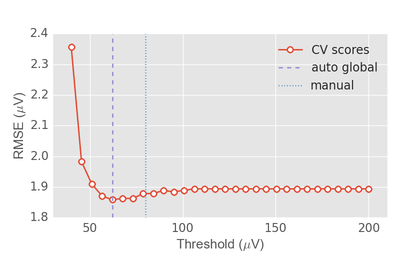 2.4
2.3
2.2
2.1
2.0
1.9
1.8
RMSE (μV)
CV scores
auto global
manual
50 100 150 200
Threshold (μV)